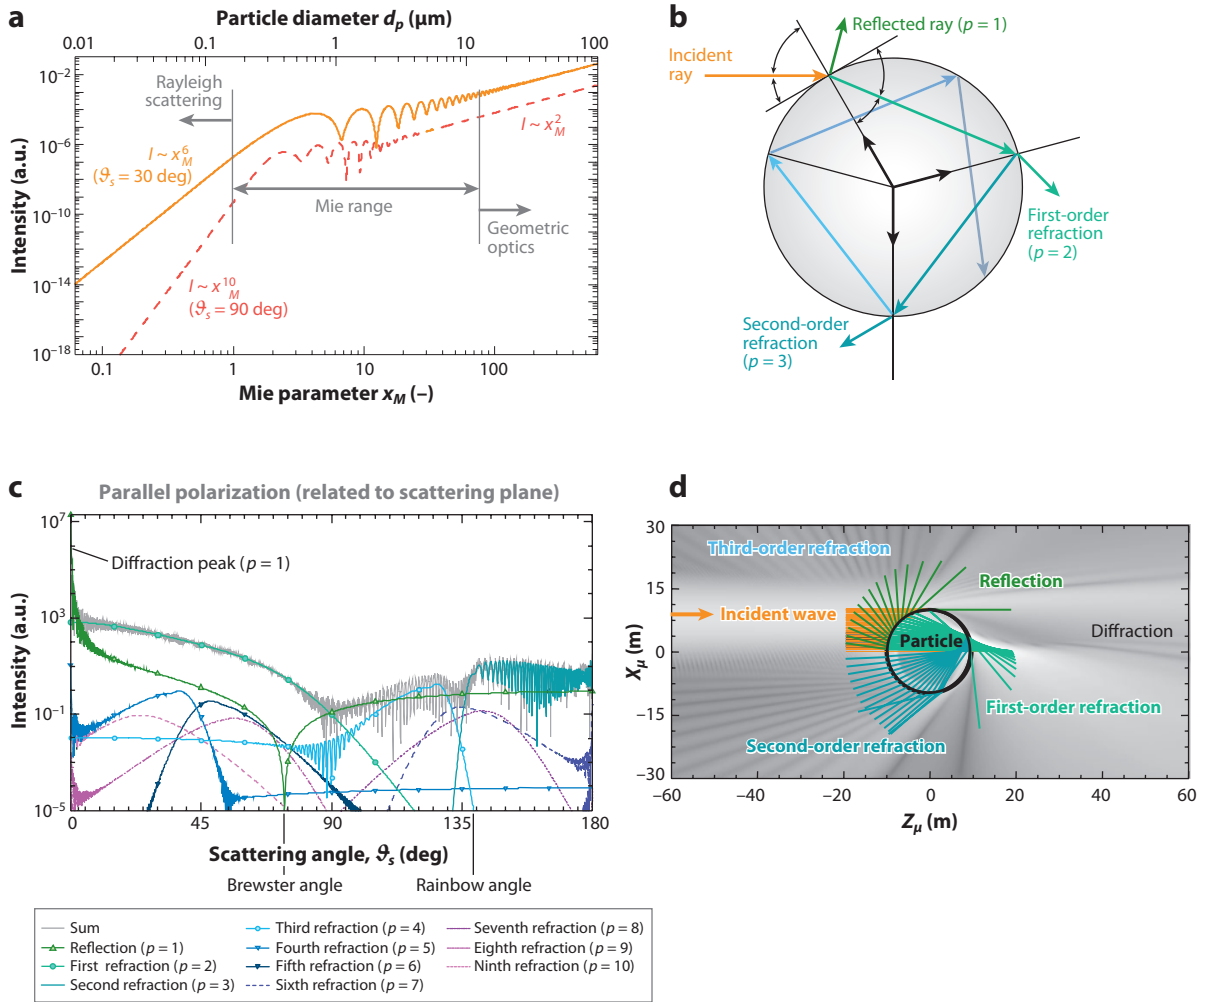 a
Particle diameter dp (µm)
0.01 0.1 1 10 100
10−2
10−6
10−10
10−14
10−18
Intensity (a.u.)
Rayleigh
scattering
I ~ x_M^6
(ϑs = 30 deg)
I ~ x_M^2
Mie range
Geometric
optics
I ~ x_M^10
(ϑs = 90 deg)
0.1 1 10 100
Mie parameter xM (–)
b
Reflected ray (p = 1)
Incident
ray
First-order
refraction
(p = 2)
Second-order
refraction
(p = 3)
c
Parallel polarization (related to scattering plane)
10^7
10^3
10−1
10−5
Intensity (a.u.)
Diffraction peak (p = 1)
0 45 90 135 180
Scattering angle, ϑs (deg)
Brewster angle
Rainbow angle
Sum
Reflection (p = 1)
First refraction (p = 2)
Second refraction (p = 3)
Third refraction (p = 4)
Fourth refraction (p = 5)
Fifth refraction (p = 6)
Sixth refraction (p = 7)
Seventh refraction (p = 8)
Eighth refraction (p = 9)
Ninth refraction (p = 10)
d
30
15
0
−15
−30
Xµ (m)
Third-order refraction
Reflection
Incident wave
Particle
Diffraction
First-order refraction
Second-order refraction
−60 −40 −20 0 20 40 60
Zµ (m)